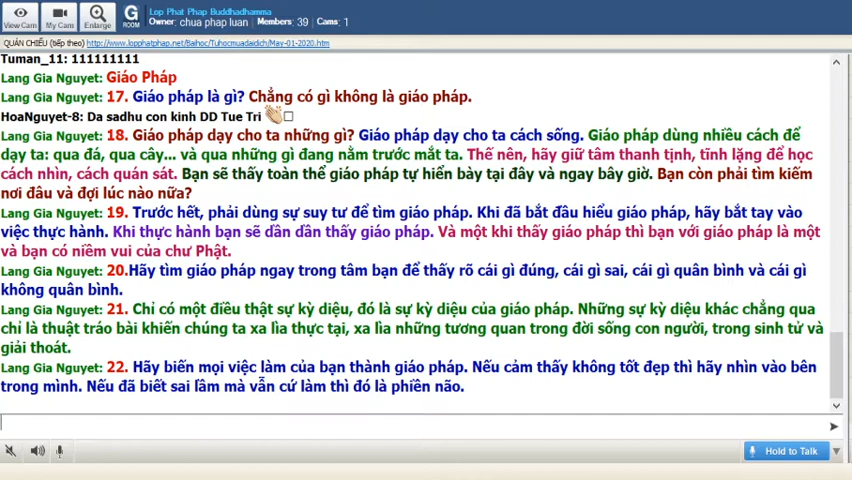 Lop Phat Phap Buddhadhamma
Owner: chua phap luan , Members: 39 , Cams: 1
View Cam
My Cam
Enlarge
G
ROOM
QUÁN CHIẾU (tiếp theo) http://www.lopphatphap.net/Baihoc/Tuhocmuadaidich/May-01-2020.htm
Tuman_11: 111111111
Lang Gia Nguyet: Giáo Pháp
Lang Gia Nguyet: 17. Giáo pháp là gì? Chẳng có gì không là giáo pháp.
HoaNguyet-8: Da sadhu con kinh DD Tue Tri 👏🏻
Lang Gia Nguyet: 18. Giáo pháp dạy cho ta những gì? Giáo pháp dạy cho ta cách sống. Giáo pháp dùng nhiều cách để
dạy ta: qua đá, qua cây... và qua những gì đang nằm trước mắt ta. Thế nên, hãy giữ tâm thanh tịnh, tĩnh lặng để học
cách nhìn, cách quán sát. Bạn sẽ thấy toàn thể giáo pháp tự hiển bày tại đây và ngay bây giờ. Bạn còn phải tìm kiếm
nơi đâu và đợi lúc nào nữa?
Lang Gia Nguyet: 19. Trước hết, phải dùng sự suy tư để tìm giáo pháp. Khi đã bắt đầu hiểu giáo pháp, hãy bắt tay vào
việc thực hành. Khi thực hành bạn sẽ dần dần thấy giáo pháp. Và một khi thấy giáo pháp thì bạn với giáo pháp là một
và bạn có niềm vui của chư Phật.
Lang Gia Nguyet: 20.Hãy tìm giáo pháp ngay trong tâm bạn để thấy rõ cái gì đúng, cái gì sai, cái gì quân bình và cái gì
không quân bình.
Lang Gia Nguyet: 21. Chỉ có một điều thật sự kỳ diệu, đó là sự kỳ diệu của giáo pháp. Những sự kỳ diệu khác chẳng qua
chỉ là thuật tráo bài khiến chúng ta xa lìa thực tại, xa lìa những tương quan trong đời sống con người, trong sinh tử và
giải thoát.
Lang Gia Nguyet: 22. Hãy biến mọi việc làm của bạn thành giáo pháp. Nếu cảm thấy không tốt đẹp thì hãy nhìn vào bên
trong mình. Nếu đã biết sai lầm mà vẫn cứ làm thì đó là phiền não.
Hold to Talk